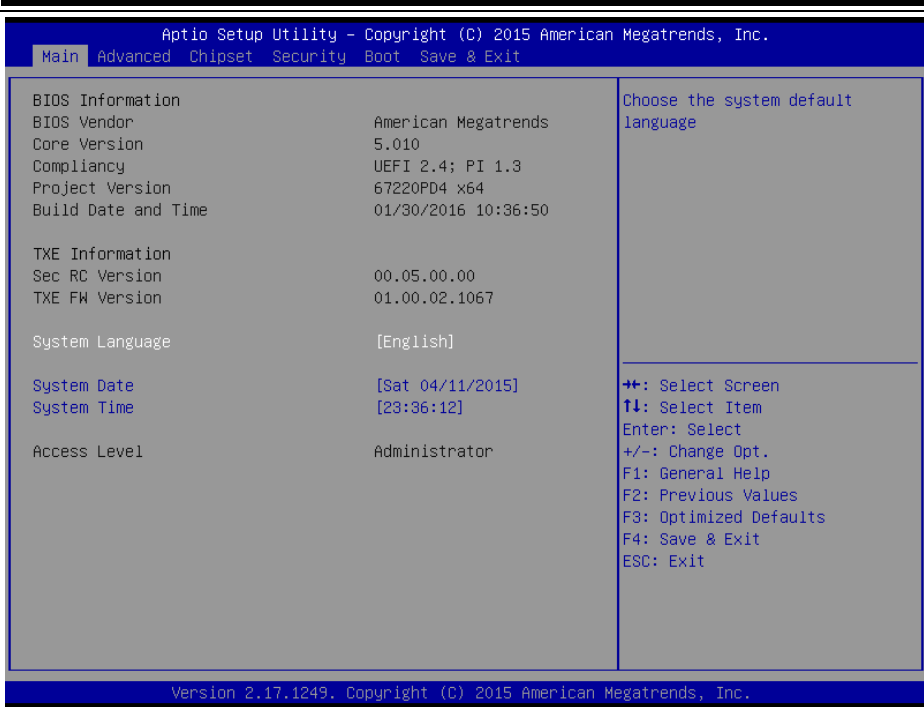 Aptio Setup Utility – Copyright (C) 2015 American Megatrends, Inc.
Main Advanced Chipset Security Boot Save & Exit
BIOS Information
BIOS Vendor American Megatrends
Core Version 5.010
Compliancy UEFI 2.4; PI 1.3
Project Version 67220PD4 x64
Build Date and Time 01/30/2016 10:36:50
TXE Information
Sec RC Version 00.05.00.00
TXE FW Version 01.00.02.1067
System Language [English]
System Date [Sat 04/11/2015]
System Time [23:36:12]
Access Level Administrator
Choose the system default
language
→←: Select Screen
↑↓: Select Item
Enter: Select
+/-: Change Opt.
F1: General Help
F2: Previous Values
F3: Optimized Defaults
F4: Save & Exit
ESC: Exit
Version 2.17.1249. Copyright (C) 2015 American Megatrends, Inc.